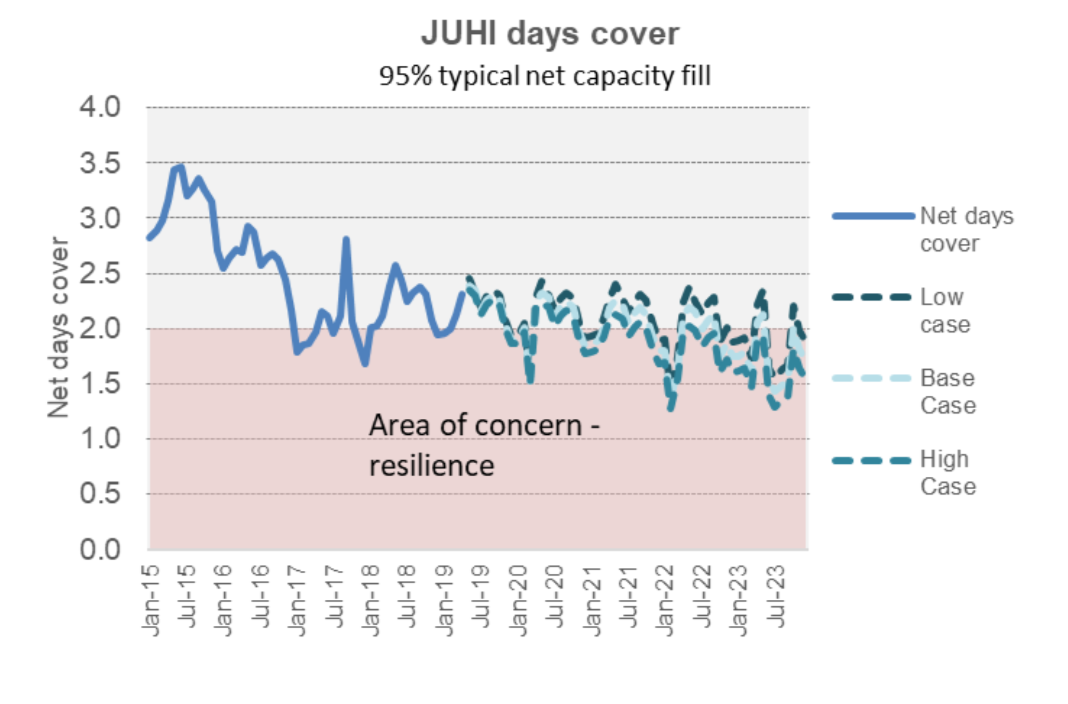 JUHI days cover
95% typical net capacity fill
Net days cover
4.0
3.5
3.0
2.5
2.0
1.5
1.0
0.5
0.0
Area of concern -
resilience
Jan-15
Jul-15
Jan-16
Jul-16
Jan-17
Jul-17
Jan-18
Jul-18
Jan-19
Jul-19
Jan-20
Jul-20
Jan-21
Jul-21
Jan-22
Jul-22
Jan-23
Jul-23
Net days
cover
Low
case
Base
Case
High
Case